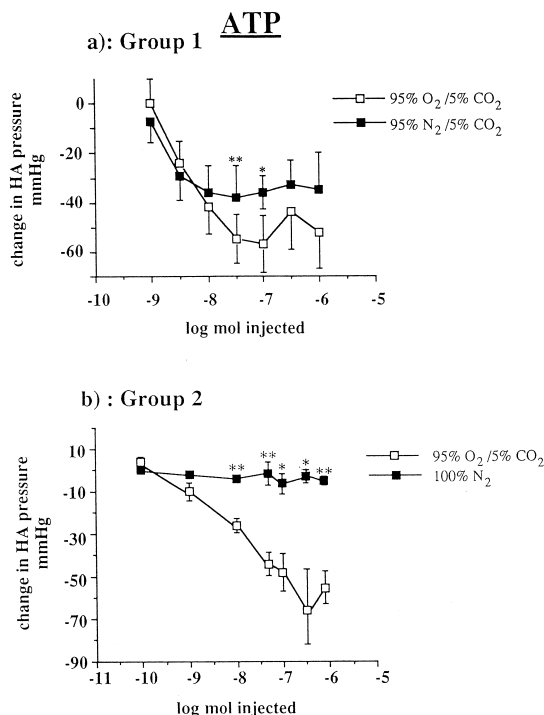 ATP
a): Group 1
0
-20
-40
-60
change in HA pressure
mmHg
** *
95% O2 /5% CO2
95% N2 /5% CO2
-10 -9 -8 -7 -6 -5
log mol injected
b) : Group 2
10
-10
-30
-50
-70
-90
change in HA pressure
mmHg
** ** * * **
95% O2 /5% CO2
100% N2
-11 -10 -9 -8 -7 -6 -5
log mol injected